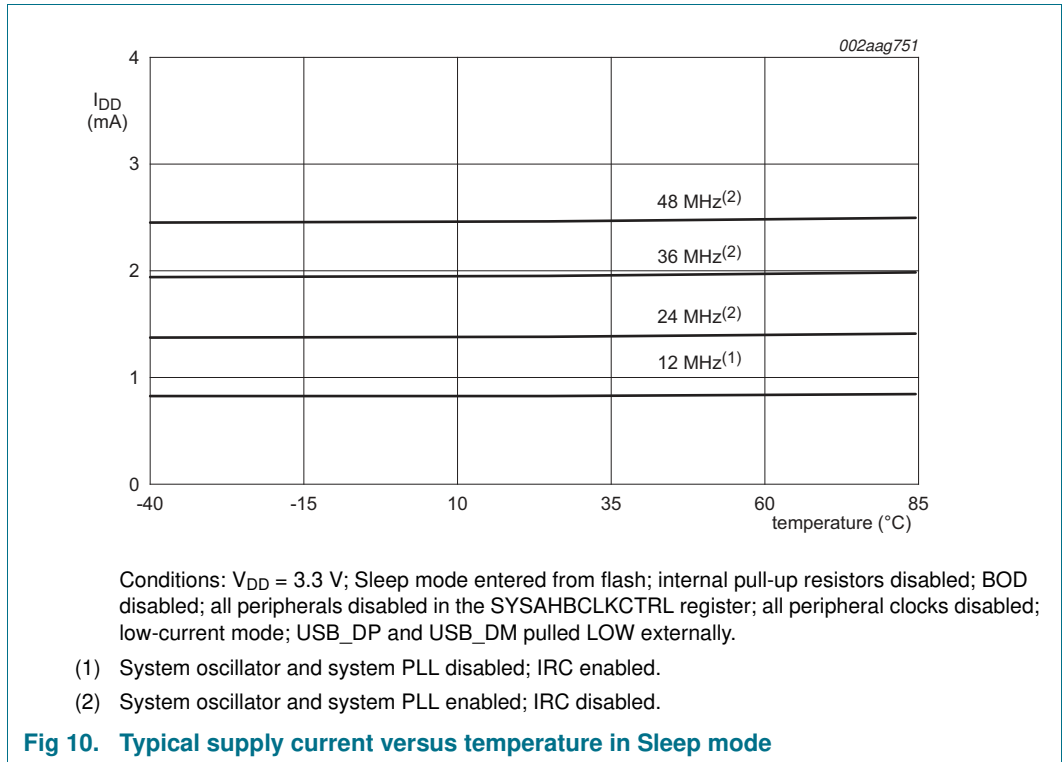 002aag751
4
I_DD
(mA)
3
48 MHz(2)
36 MHz(2)
2
24 MHz(2)
12 MHz(1)
1
0
-40 -15 10 35 60 85
temperature (°C)
Conditions: V_DD = 3.3 V; Sleep mode entered from flash; internal pull-up resistors disabled; BOD
disabled; all peripherals disabled in the SYSAHBCLKCTRL register; all peripheral clocks disabled;
low-current mode; USB_DP and USB_DM pulled LOW externally.
(1) System oscillator and system PLL disabled; IRC enabled.
(2) System oscillator and system PLL enabled; IRC disabled.
Fig 10. Typical supply current versus temperature in Sleep mode